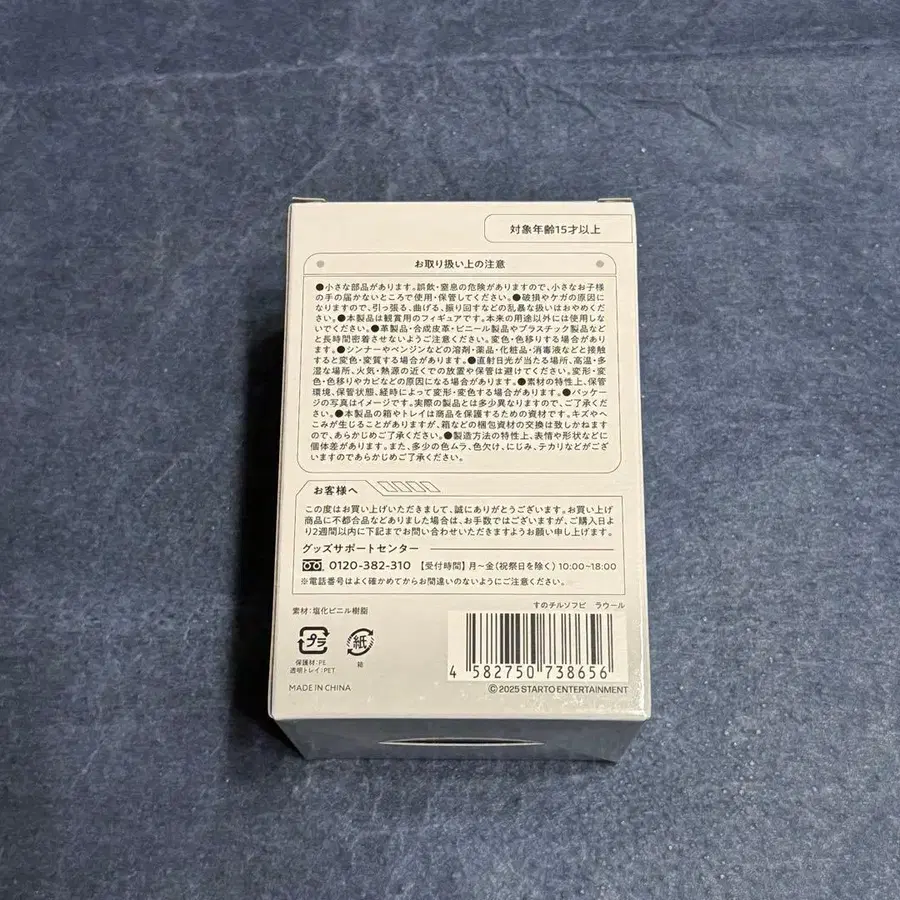 対象年齢15才以上
お取り扱い上の注意
●小さな部品があります。誤飲・窒息の危険がありますので、小さなお子様
の手の届かないところで使用・保管してください。●破損やケガの原因に
なりますので、引っ張る、曲げる、振り回すなどの乱暴な扱いはおやめくだ
さい。●本製品は観賞用のフィギュアです。本来の用途以外には使用しな
いでください。●革製品・合成皮革・ビニール製品やプラスチック製品など
と長時間密着させないようご注意ください。変色・色移りする場合があり
ます。●シンナーやベンジンなどの溶剤・薬品・化粧品・消毒液などと接触
すると変色・変質する場合があります。●直射日光が当たる場所、高温・多
湿な場所、火気・熱源の近くでの放置や保管は避けてください。変形・変
色・色移りやカビなどの原因になる場合があります。●素材の特性上、保管
環境、保管状態、経時によって変形・変色する場合があります。●パッケー
ジの写真はイメージです。実際の製品とは多少異なりますので、ご了承くだ
さい。●本製品の箱やトレイは商品を保護するための資材です。キズやへ
こみが生じることがありますが、箱などの梱包資材の交換は致しかねます
ので、あらかじめご了承ください。●製造方法の特性上、表情や形状などに
個体差があります。また、多少の色ムラ、色欠け、にじみ、テカリなどがござ
いますのであらかじめご了承ください。
お客様へ
この度はお買い上げいただきまして、誠にありがとうございます。お買い上げ
商品に不都合品などありました場合は、お手数ではございますが、ご購入日よ
り2週間以内に下記までお問い合わせいただきますようお願い申し上げます。
グッズサポートセンター
0120-382-310 【受付時間】月～金(祝祭日を除く)10:00~18:00
※電話番号はよく確かめてからお間違いのないようにご注意ください。
素材:塩化ビニル樹脂
すのチルソフビ ラウール
プラ
紙
保護材:PE
透明トレイ:PET
箱
4 582750 738656
MADE IN CHINA
©2025 STARTO ENTERTAINMENT